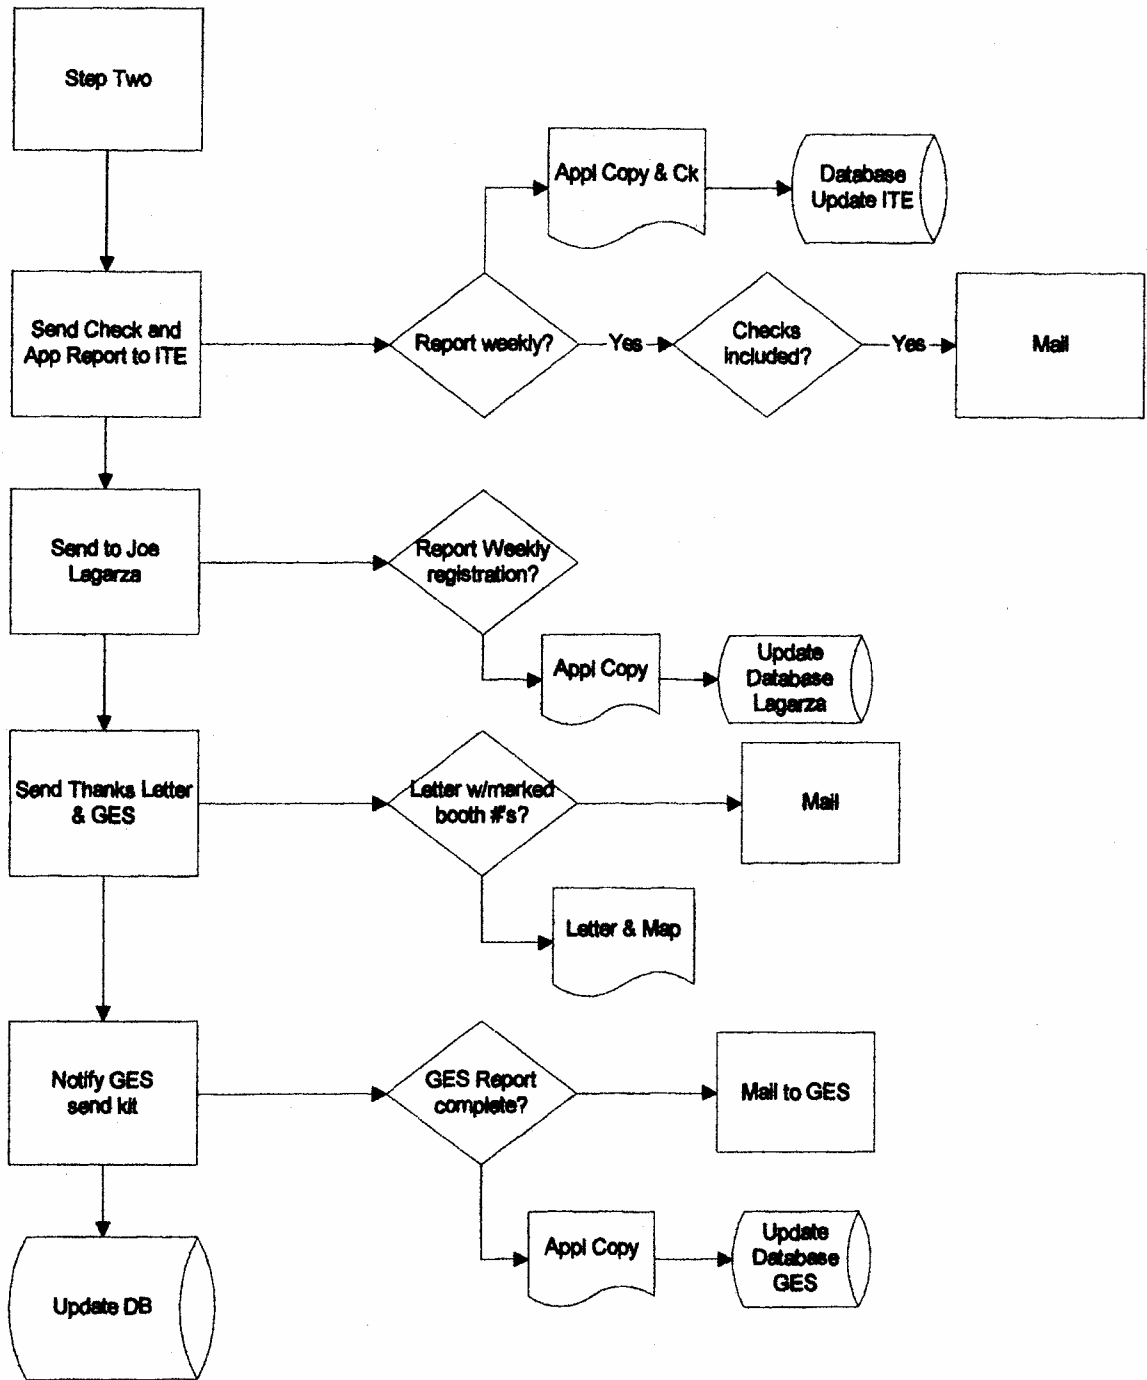 Step Two
Appl Copy & Ck
Database
Update ITE
Send Check and
App Report to ITE
Report weekly?
Yes
Checks
included?
Yes
Mail
Send to Joe
Lagarza
Report Weekly
registration?
Appl Copy
Update
Database
Lagarza
Send Thanks Letter
& GES
Letter w/marked
booth #'s?
Mail
Letter & Map
Notify GES
send kit
GES Report
complete?
Mail to GES
Appl Copy
Update
Database
GES
Update DB